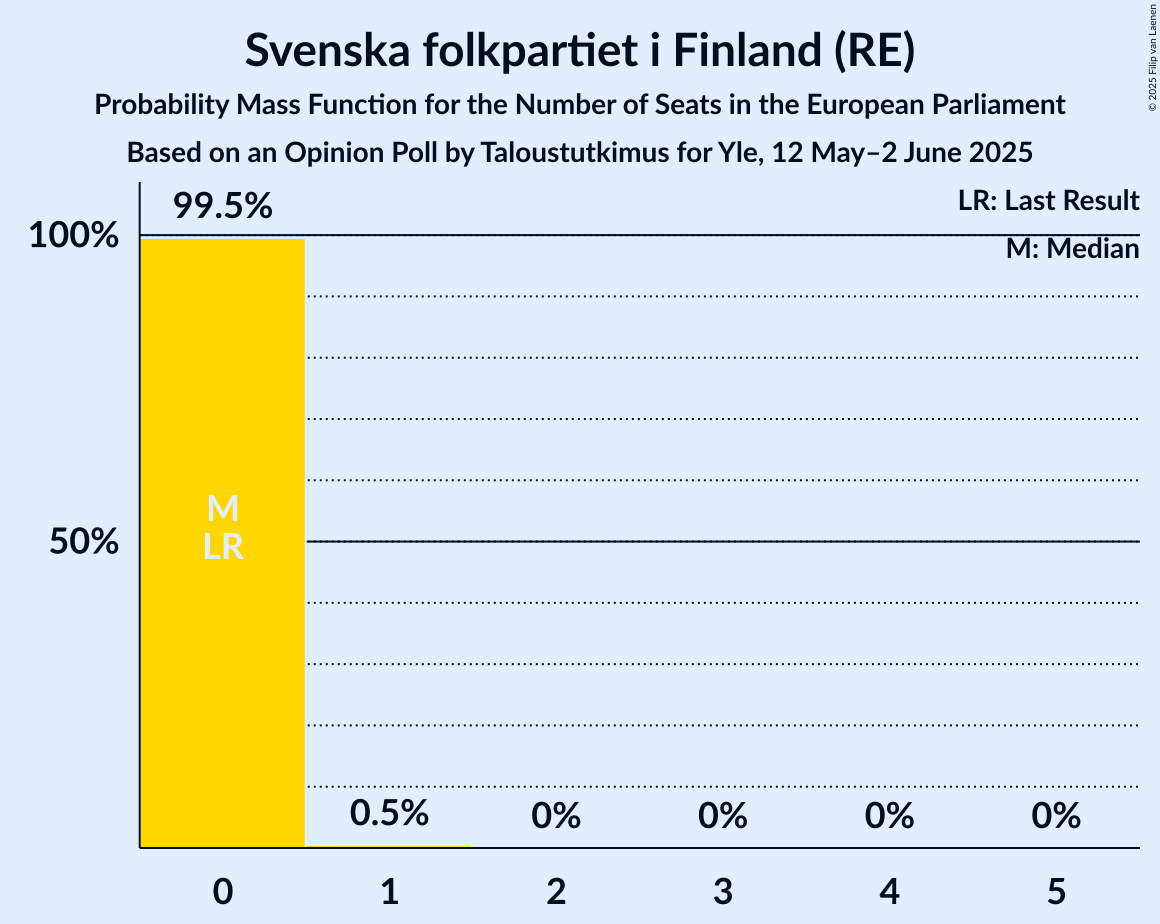 Svenska folkpartiet i Finland (RE)
Probability Mass Function for the Number of Seats in the European Parliament
Based on an Opinion Poll by Taloustutkimus for Yle, 12 May–2 June 2025
© 2025 Filip van Laenen
LR: Last Result
M: Median
99.5%
100%
M
LR
50%
0.5%
0%
0%
0%
0%
0
1
2
3
4
5